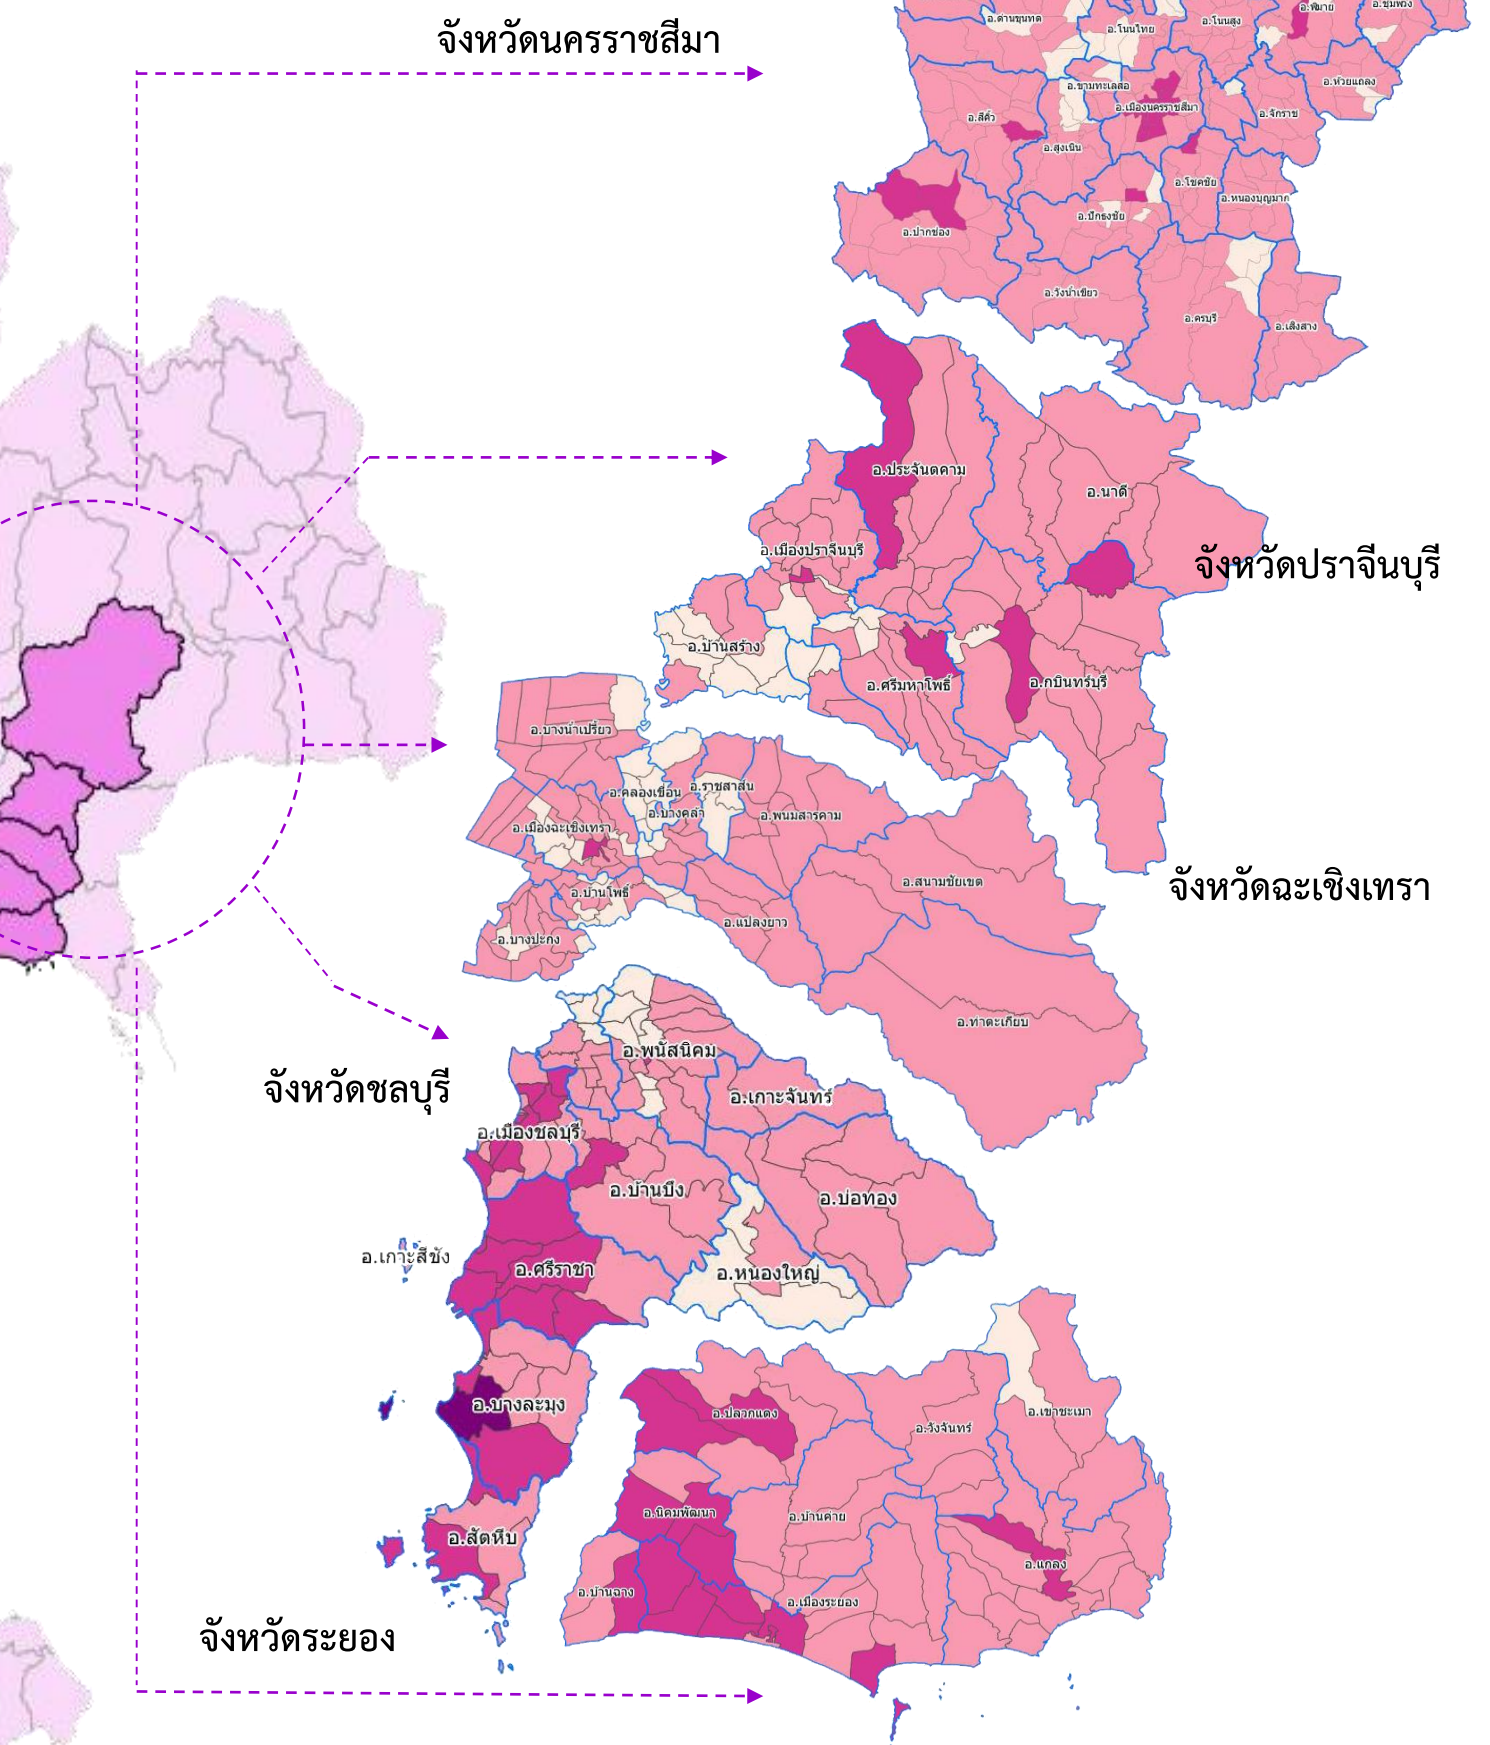 จังหวัดนครราชสีมา
อ.ด่านขุนทด
อ.โนนไทย
อ.โนนสูง
อ.พิมาย
อ.ชุมพวง
อ.ขามทะเลสอ
อ.ห้วยแถลง
อ.สีคิ้ว
อ.เมืองนครราชสีมา
อ.จักราช
อ.สูงเนิน
อ.โชคชัย
อ.หนองบุญมาก
อ.ปากช่อง
อ.ปักธงชัย
อ.วังน้ำเขียว
อ.ครบุรี
อ.เสิงสาง
อ.ประจันตคาม
อ.นาดี
อ.เมืองปราจีนบุรี
จังหวัดปราจีนบุรี
อ.บ้านสร้าง
อ.ศรีมหาโพธิ์
อ.กบินทร์บุรี
อ.บางน้ำเปรี้ยว
อ.คลองเขื่อน
อ.ราชสาส์น
อ.บางคล้า
อ.พนมสารคาม
อ.เมืองฉะเชิงเทรา
อ.บ้านโพธิ์
อ.สนามชัยเขต
จังหวัดฉะเชิงเทรา
อ.แปลงยาว
อ.บางปะกง
อ.ท่าตะเกียบ
อ.พนัสนิคม
จังหวัดชลบุรี
อ.เกาะจันทร์
อ.เมืองชลบุรี
อ.บ้านบึง
อ.บ่อทอง
อ.เกาะสีชัง
อ.ศรีราชา
อ.หนองใหญ่
อ.บางละมุง
อ.ปลวกแดง
อ.วังจันทร์
อ.เขาชะเมา
อ.สัตหีบ
อ.นิคมพัฒนา
อ.บ้านค่าย
อ.แกลง
อ.บ้านฉาง
อ.เมืองระยอง
จังหวัดระยอง